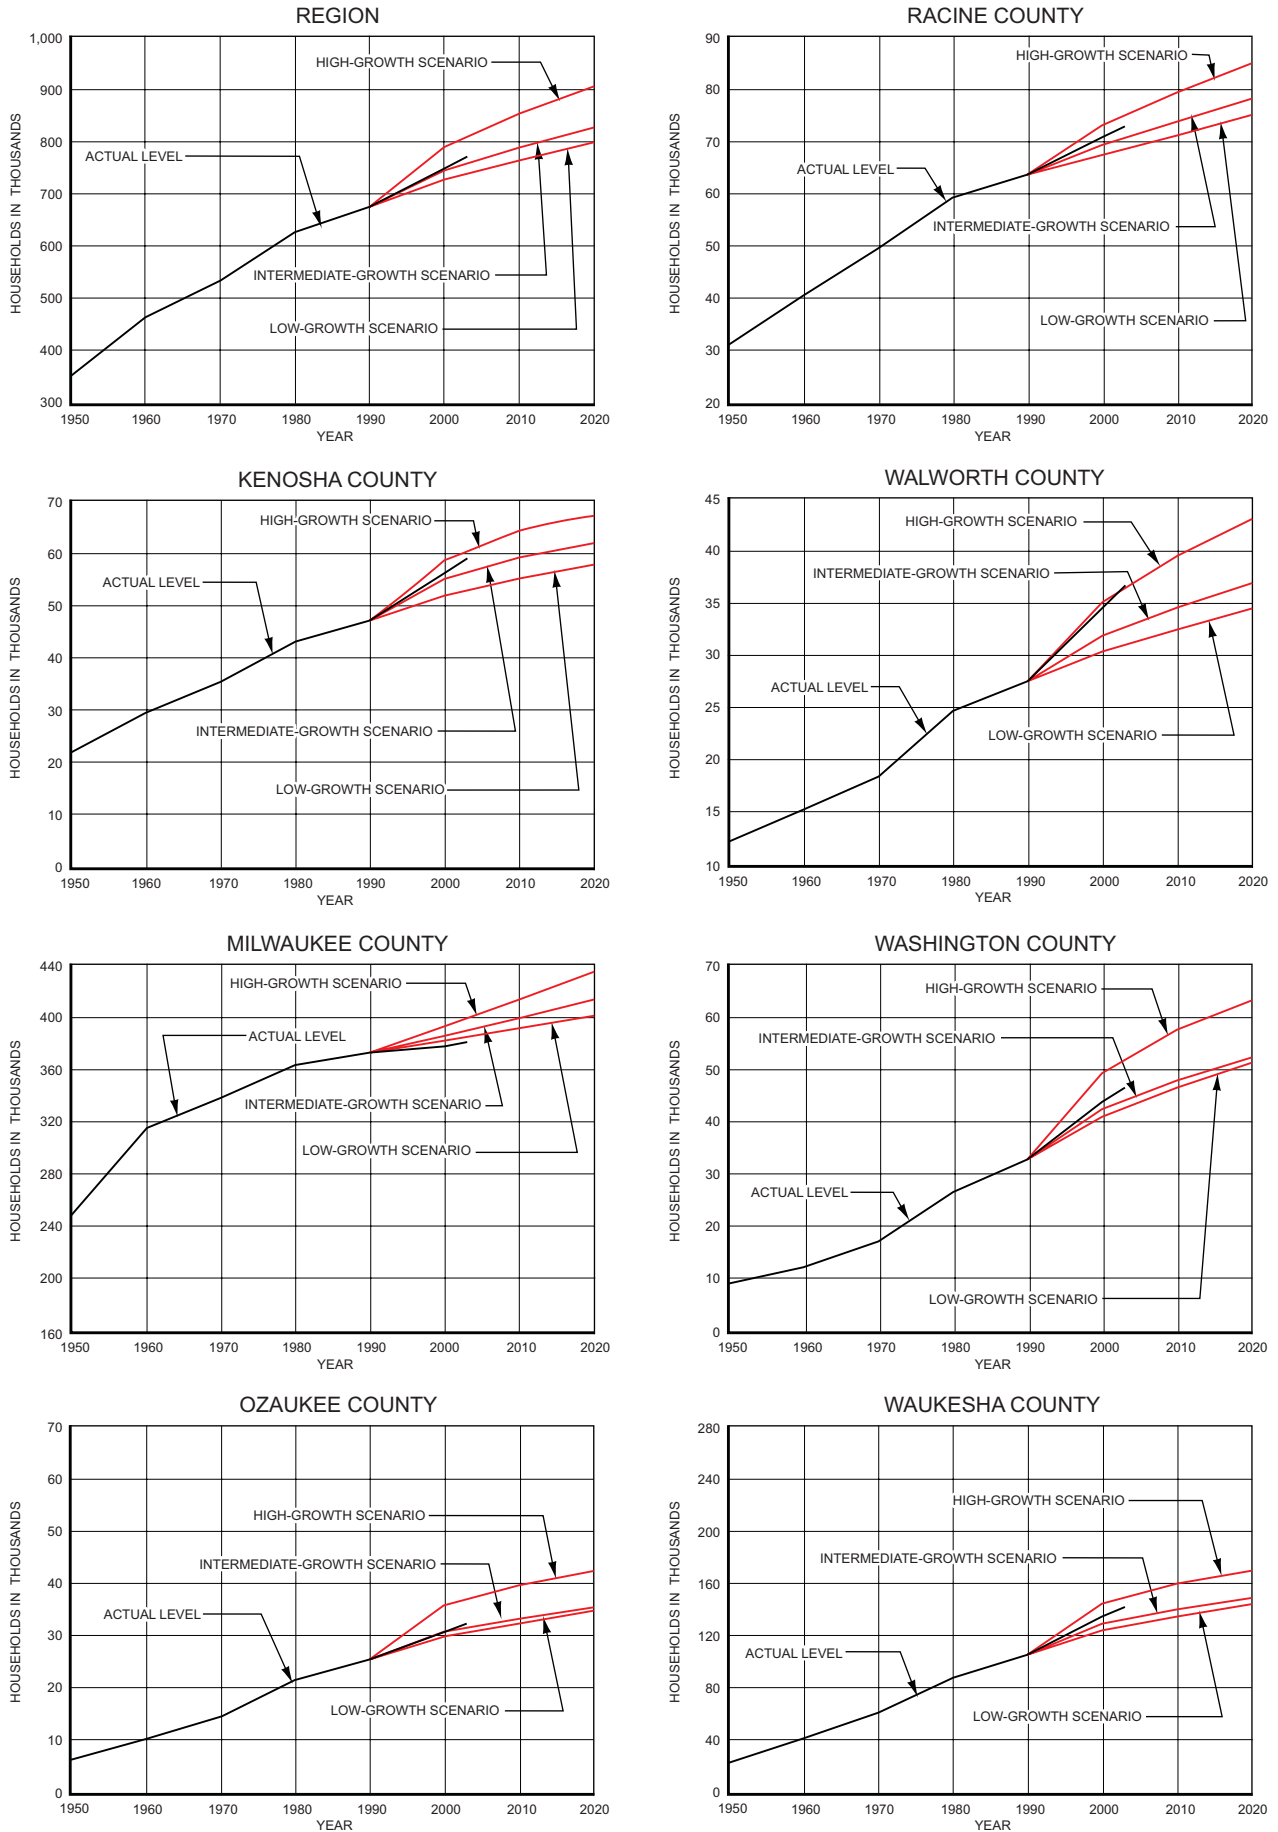 REGION
1,000
900
800
700
600
500
400
300
HOUSEHOLDS IN THOUSANDS
HIGH-GROWTH SCENARIO
ACTUAL LEVEL
INTERMEDIATE-GROWTH SCENARIO
LOW-GROWTH SCENARIO
1950 1960 1970 1980 1990 2000 2010 2020
YEAR
RACINE COUNTY
90
80
70
60
50
40
30
20
HOUSEHOLDS IN THOUSANDS
HIGH-GROWTH SCENARIO
ACTUAL LEVEL
INTERMEDIATE-GROWTH SCENARIO
LOW-GROWTH SCENARIO
1950 1960 1970 1980 1990 2000 2010 2020
YEAR
KENOSHA COUNTY
70
60
50
40
30
20
10
0
HOUSEHOLDS IN THOUSANDS
HIGH-GROWTH SCENARIO
ACTUAL LEVEL
INTERMEDIATE-GROWTH SCENARIO
LOW-GROWTH SCENARIO
1950 1960 1970 1980 1990 2000 2010 2020
YEAR
WALWORTH COUNTY
45
40
35
30
25
20
15
10
HOUSEHOLDS IN THOUSANDS
HIGH-GROWTH SCENARIO
INTERMEDIATE-GROWTH SCENARIO
ACTUAL LEVEL
LOW-GROWTH SCENARIO
1950 1960 1970 1980 1990 2000 2010 2020
YEAR
MILWAUKEE COUNTY
440
400
360
320
280
240
200
160
HOUSEHOLDS IN THOUSANDS
HIGH-GROWTH SCENARIO
ACTUAL LEVEL
INTERMEDIATE-GROWTH SCENARIO
LOW-GROWTH SCENARIO
1950 1960 1970 1980 1990 2000 2010 2020
YEAR
WASHINGTON COUNTY
70
60
50
40
30
20
10
0
HOUSEHOLDS IN THOUSANDS
HIGH-GROWTH SCENARIO
INTERMEDIATE-GROWTH SCENARIO
ACTUAL LEVEL
LOW-GROWTH SCENARIO
1950 1960 1970 1980 1990 2000 2010 2020
YEAR
OZAUKEE COUNTY
70
60
50
40
30
20
10
0
HOUSEHOLDS IN THOUSANDS
HIGH-GROWTH SCENARIO
INTERMEDIATE-GROWTH SCENARIO
ACTUAL LEVEL
LOW-GROWTH SCENARIO
1950 1960 1970 1980 1990 2000 2010 2020
YEAR
WAUKESHA COUNTY
280
240
200
160
120
80
40
0
HOUSEHOLDS IN THOUSANDS
HIGH-GROWTH SCENARIO
INTERMEDIATE-GROWTH SCENARIO
ACTUAL LEVEL
LOW-GROWTH SCENARIO
1950 1960 1970 1980 1990 2000 2010 2020
YEAR